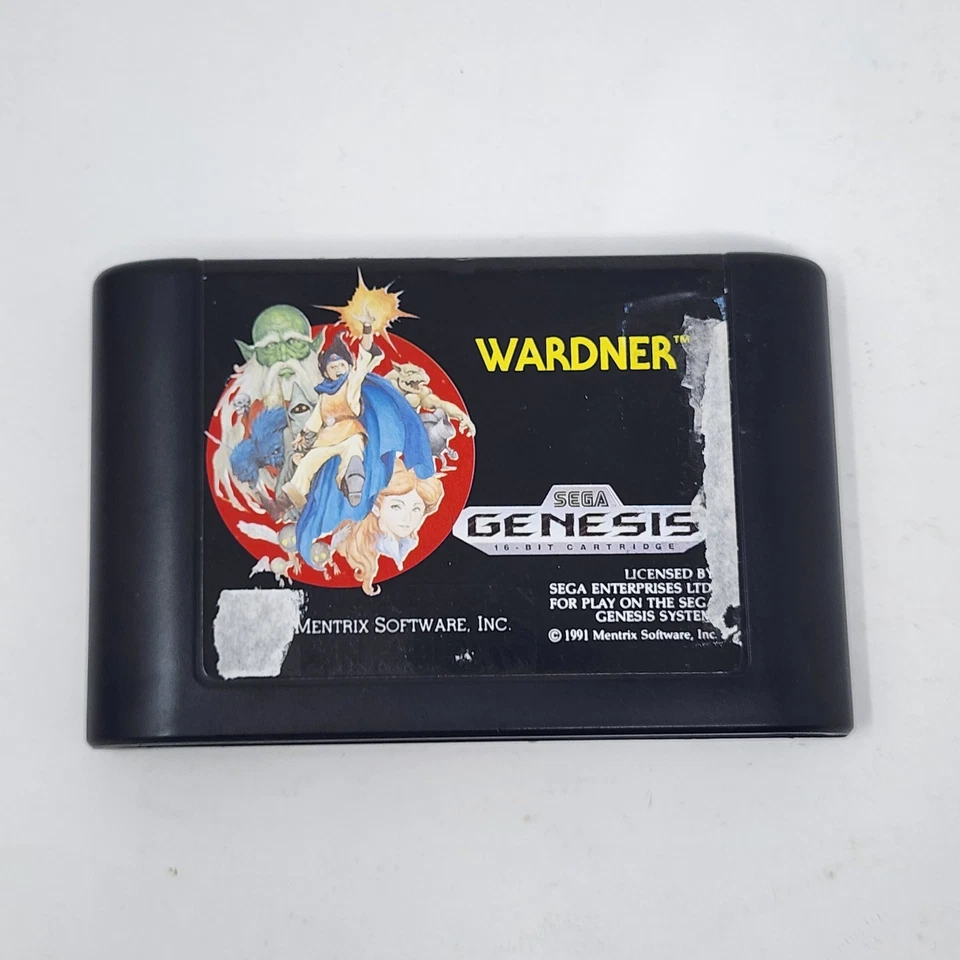 WARDNER™
SEGA
GENESIS
16-BIT CARTRIDGE
LICENSED BY
SEGA ENTERPRISES LTD
FOR PLAY ON THE SEGA
GENESIS SYSTEM
MENTRIX SOFTWARE, INC.
© 1991 Mentrix Software, Inc.